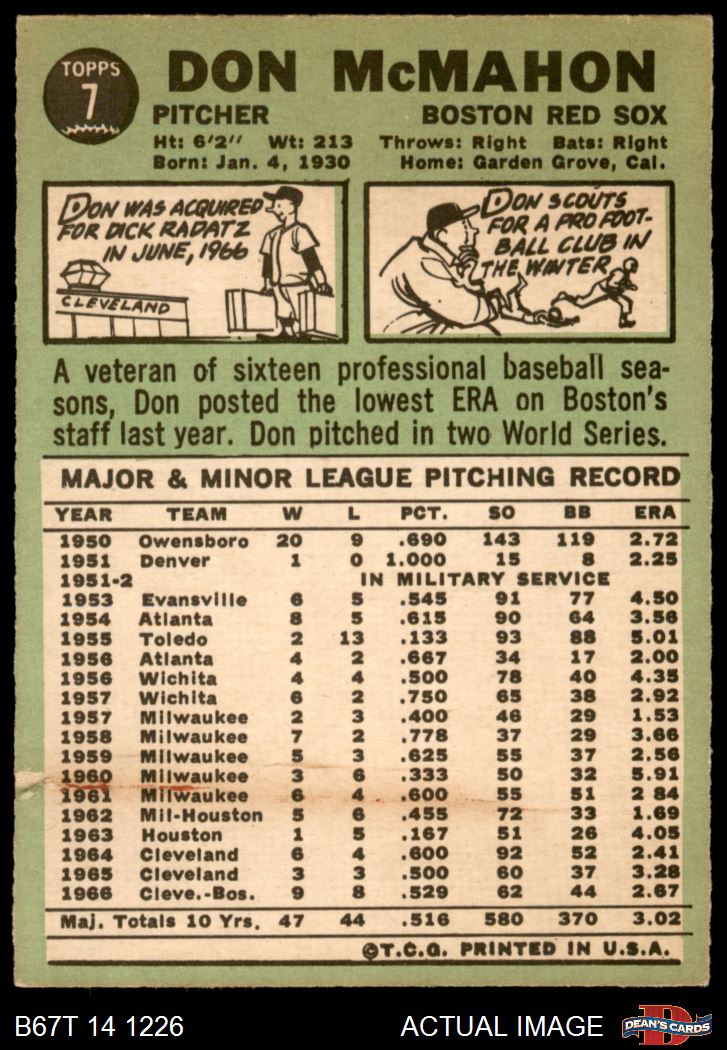 TOPPS
7
DON McMAHON
PITCHER BOSTON RED SOX
Ht: 6'2" Wt: 213 Throws: Right Bats: Right
Born: Jan. 4, 1930 Home: Garden Grove, Cal.
DON WAS ACQUIRED
FOR DICK RADATZ
IN JUNE, 1966
CLEVELAND
DON SCOUTS
FOR A PRO FOOT-
BALL CLUB IN
THE WINTER
A veteran of sixteen professional baseball sea-
sons, Don posted the lowest ERA on Boston's
staff last year. Don pitched in two World Series.
MAJOR & MINOR LEAGUE PITCHING RECORD
YEAR TEAM W L PCT. SO BB ERA
1950 Owensboro 20 9 .690 143 119 2.72
1951 Denver 1 0 1.000 15 8 2.25
1951-2 IN MILITARY SERVICE
1953 Evansville 6 5 .545 91 77 4.50
1954 Atlanta 8 5 .615 90 64 3.56
1955 Toledo 2 13 .133 93 88 5.01
1956 Atlanta 4 2 .667 34 17 2.00
1956 Wichita 4 4 .500 78 40 4.35
1957 Wichita 6 2 .750 65 38 2.92
1957 Milwaukee 2 3 .400 46 29 1.53
1958 Milwaukee 7 2 .778 37 29 3.66
1959 Milwaukee 5 3 .625 55 37 2.56
1960 Milwaukee 3 6 .333 50 32 5.91
1961 Milwaukee 6 4 .600 55 51 2 84
1962 Mil-Houston 5 6 .455 72 33 1.69
1963 Houston 1 5 .167 51 26 4.05
1964 Cleveland 6 4 .600 92 52 2.41
1965 Cleveland 3 3 .500 60 37 3.28
1966 Cleve.-Bos. 9 8 .529 62 44 2.67
Maj. Totals 10 Yrs. 47 44 .516 580 370 3.02
©T.C.G. PRINTED IN U.S.A.
B67T 14 1226 ACTUAL IMAGE
D
DEAN'S CARDS